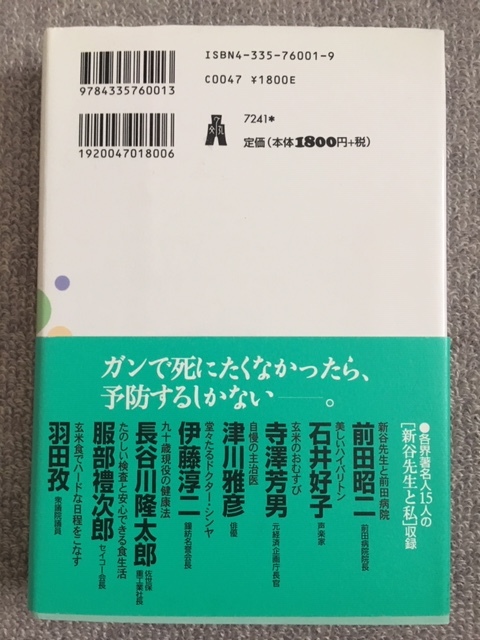 ISBN4-335-76001-9
C0047 ¥1800E
9784335760013
7241*
定価(本体1800円+税)
1920047018006
ガンで死にたくなかったら、
予防するしかない――。
●各界著名人15人の
[新谷先生と私]収録
新谷先生と前田病院
前田昭二 前田病院院長
美しいハイバリトン
石井好子 声楽家
玄米のおむすび
寺澤芳男 元経済企画庁長官
自慢の主治医
津川雅彦 俳優
堂々たるドクター・シンヤ
伊藤淳二 鐘紡名誉会長
九十歳現役の健康法
長谷川隆太郎 佐世保重工業社長
たのしい検査と安心できる食生活
服部禮次郎 セイコー会長
玄米食でハードな日程をこなす
羽田孜 衆議院議員